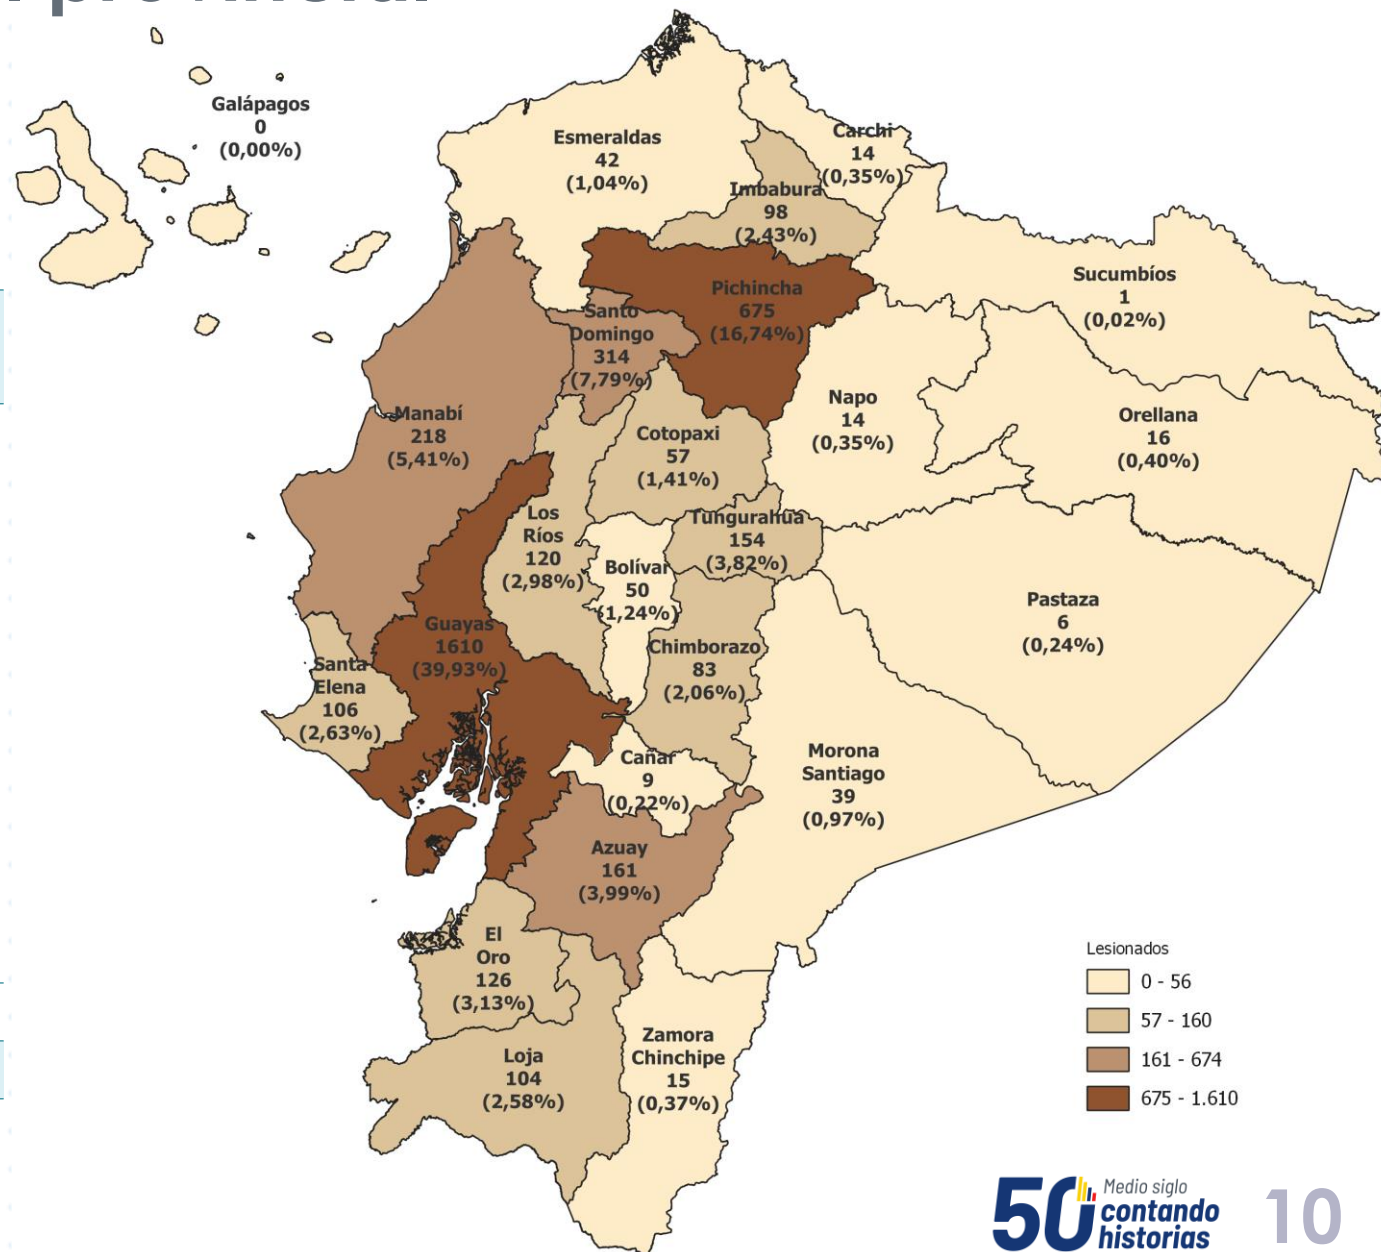 provincial
Galápagos
0
(0,00%)
Esmeraldas
42
(1,04%)
Carchi
14
(0,35%)
Imbabura
98
(2,43%)
Sucumbíos
1
(0,02%)
Pichincha
675
(16,74%)
Santo
Domingo
314
(7,79%)
Manabí
218
(5,41%)
Napo
14
(0,35%)
Orellana
16
(0,40%)
Cotopaxi
57
(1,41%)
Los
Ríos
120
(2,98%)
Tungurahua
154
(3,82%)
Bolívar
50
(1,24%)
Pastaza
6
(0,24%)
Guayas
1610
(39,93%)
Chimborazo
83
(2,06%)
Santa
Elena
106
(2,63%)
Cañar
9
(0,22%)
Morona
Santiago
39
(0,97%)
Azuay
161
(3,99%)
El
Oro
126
(3,13%)
Loja
104
(2,58%)
Zamora
Chinchipe
15
(0,37%)
Lesionados
0 - 56
57 - 160
161 - 674
675 - 1.610
50 Medio siglo
contando
historias
10